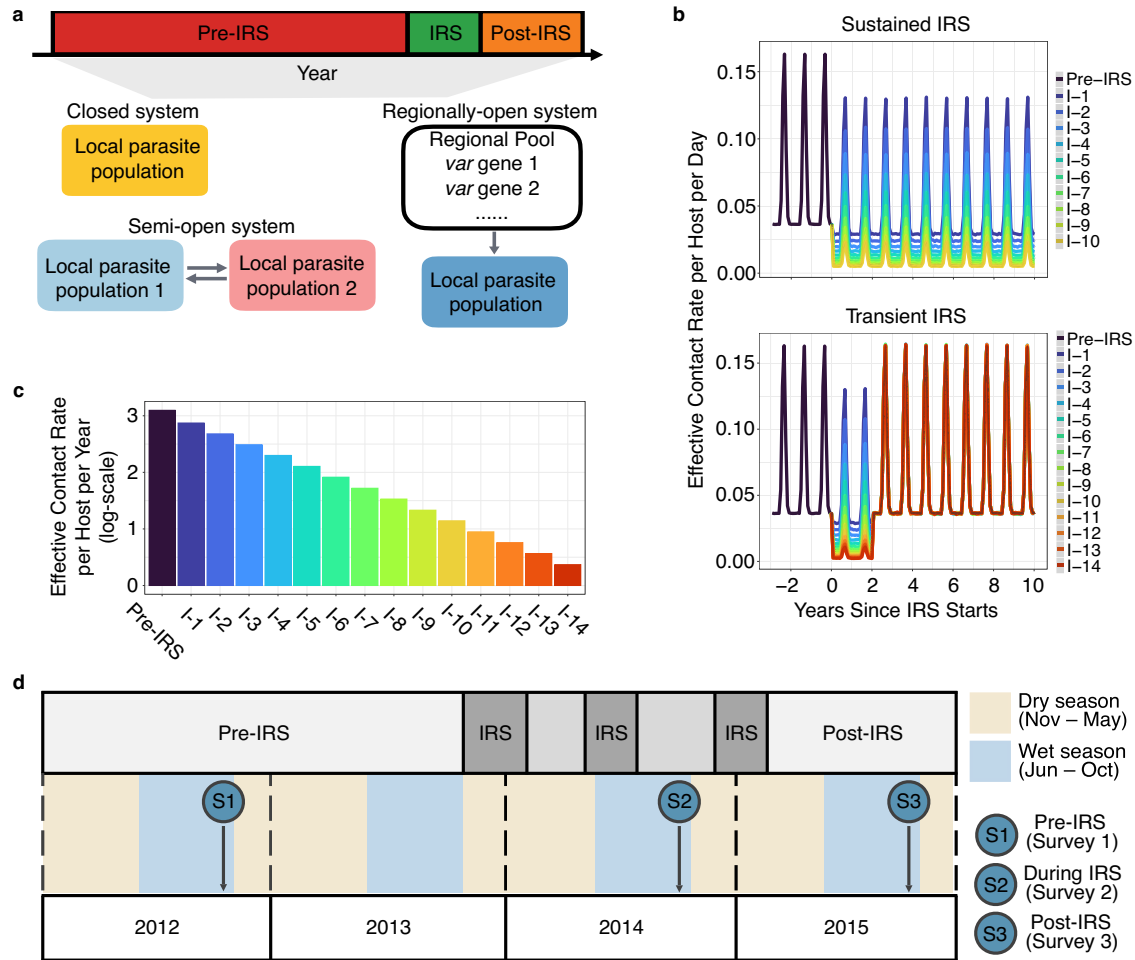 a
Pre-IRS
IRS
Post-IRS
Year
Closed system
Local parasite
population
Semi-open system
Local parasite
population 1
Local parasite
population 2
Regionally-open system
Regional Pool
var gene 1
var gene 2
......
Local parasite
population
b
Effective Contact Rate per Host per Day
Sustained IRS
0.15
0.10
0.05
0.00
Pre−IRS
I−1
I−2
I−3
I−4
I−5
I−6
I−7
I−8
I−9
I−10
Transient IRS
0.15
0.10
0.05
0.00
−2
0
2
4
6
8
10
Years Since IRS Starts
Pre−IRS
I−1
I−2
I−3
I−4
I−5
I−6
I−7
I−8
I−9
I−10
I−11
I−12
I−13
I−14
c
Effective Contact Rate
per Host per Year
(log-scale)
3
2
1
0
Pre-IRS
I-1
I-2
I-3
I-4
I-5
I-6
I-7
I-8
I-9
I-10
I-11
I-12
I-13
I-14
d
Pre-IRS
IRS
IRS
IRS
Post-IRS
S1
S2
S3
2012
2013
2014
2015
Dry season
(Nov – May)
Wet season
(Jun – Oct)
S1
Pre-IRS
(Survey 1)
S2
During IRS
(Survey 2)
S3
Post-IRS
(Survey 3)